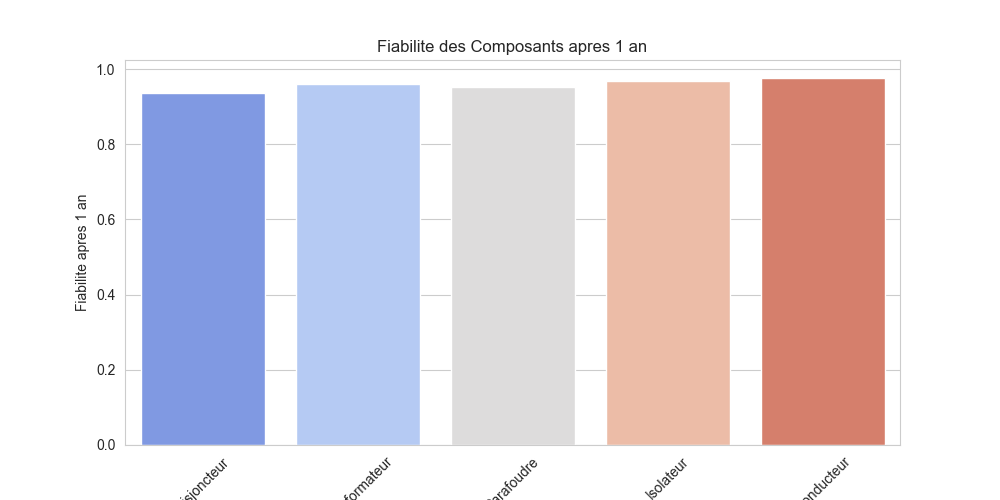 Fiabilite des Composants apres 1 an
Fiabilite apres 1 an
1.0
0.8
0.6
0.4
0.2
0.0
isjoncteur
formateur
arafoudre
Isolateur
onducteur